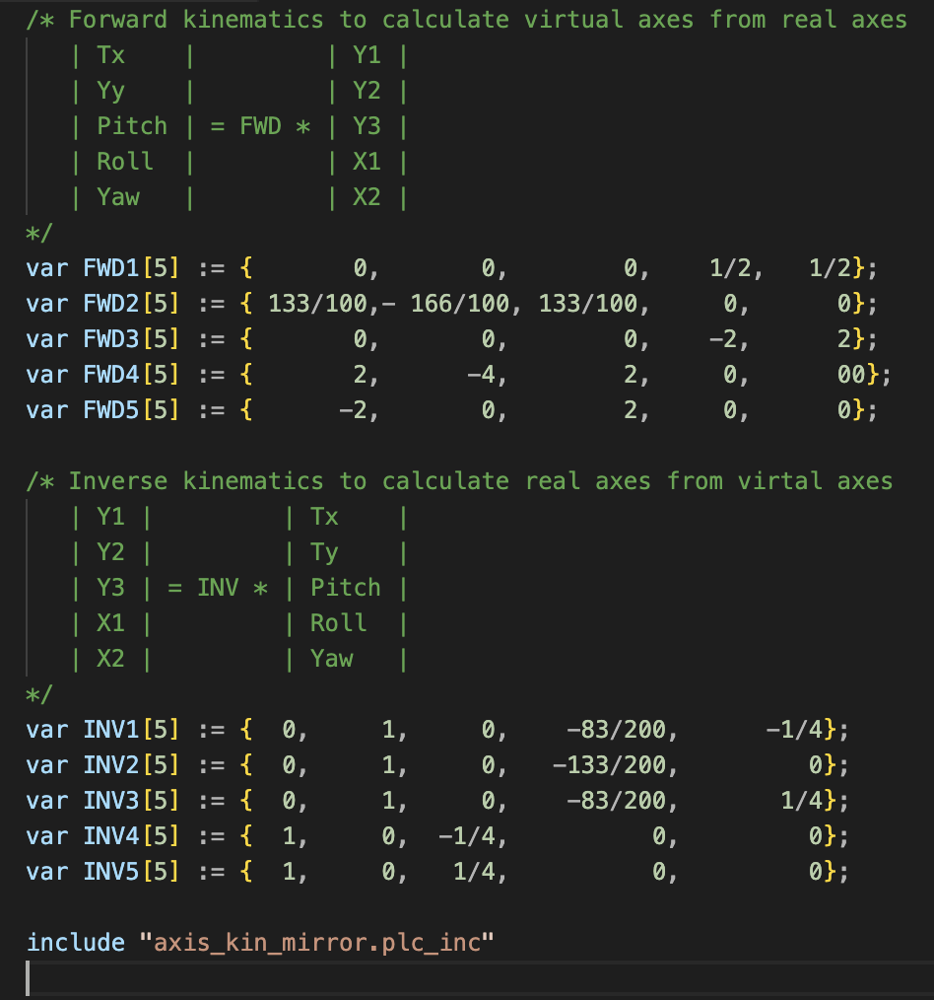 /* Forward kinematics to calculate virtual axes from real axes
| Tx | | Y1 |
| Yy | | Y2 |
| Pitch | = FWD * | Y3 |
| Roll | | X1 |
| Yaw | | X2 |
*/
var FWD1[5] := { 0, 0, 0, 1/2, 1/2};
var FWD2[5] := { 133/100,- 166/100, 133/100, 0, 0};
var FWD3[5] := { 0, 0, 0, -2, 2};
var FWD4[5] := { 2, -4, 2, 0, 00};
var FWD5[5] := { -2, 0, 2, 0, 0};
/* Inverse kinematics to calculate real axes from virtal axes
| Y1 | | Tx |
| Y2 | | Ty |
| Y3 | = INV * | Pitch |
| X1 | | Roll |
| X2 | | Yaw |
*/
var INV1[5] := { 0, 1, 0, -83/200, -1/4};
var INV2[5] := { 0, 1, 0, -133/200, 0};
var INV3[5] := { 0, 1, 0, -83/200, 1/4};
var INV4[5] := { 1, 0, -1/4, 0, 0};
var INV5[5] := { 1, 0, 1/4, 0, 0};
include "axis_kin_mirror.plc_inc"